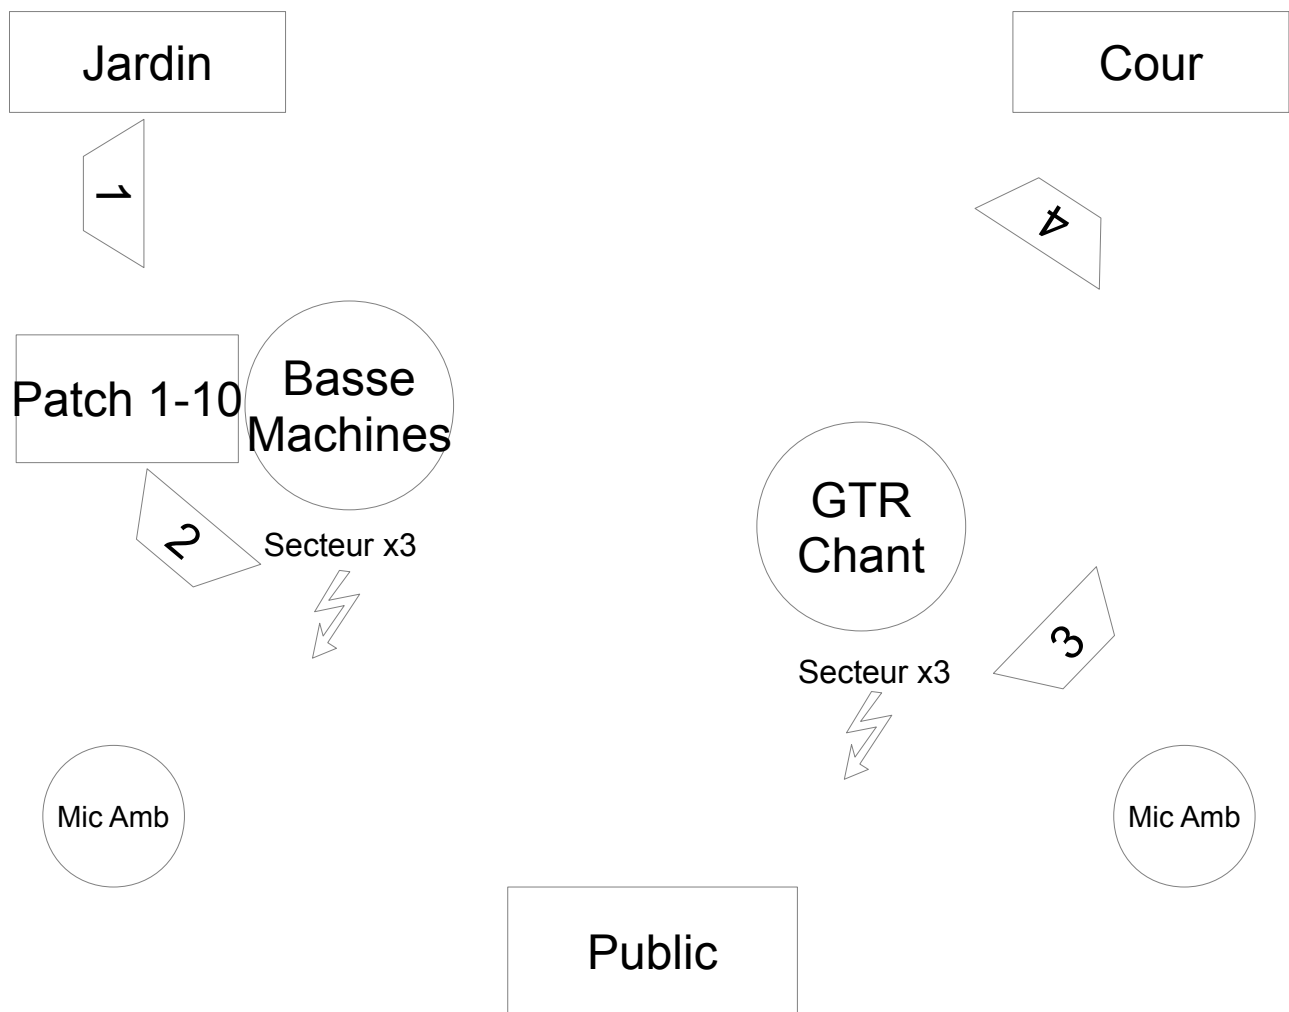 Jardin
Cour
1
4
Patch 1-10
Basse
Machines
GTR
Chant
2
Secteur x3
3
Secteur x3
Mic Amb
Mic Amb
Public